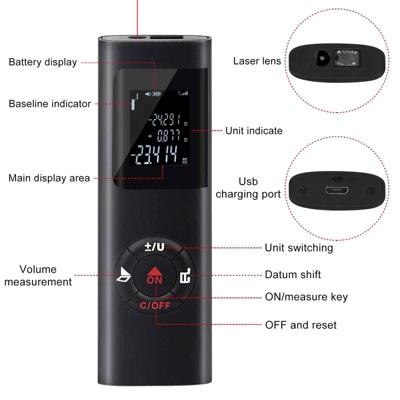 Battery display
Baseline indicator
Main display area
Volume
measurement
-24.291
0.877
-23.414
±/U
ON
C/OFF
Laser lens
Unit indicate
Usb
charging port
Unit switching
Datum shift
ON/measure key
OFF and reset